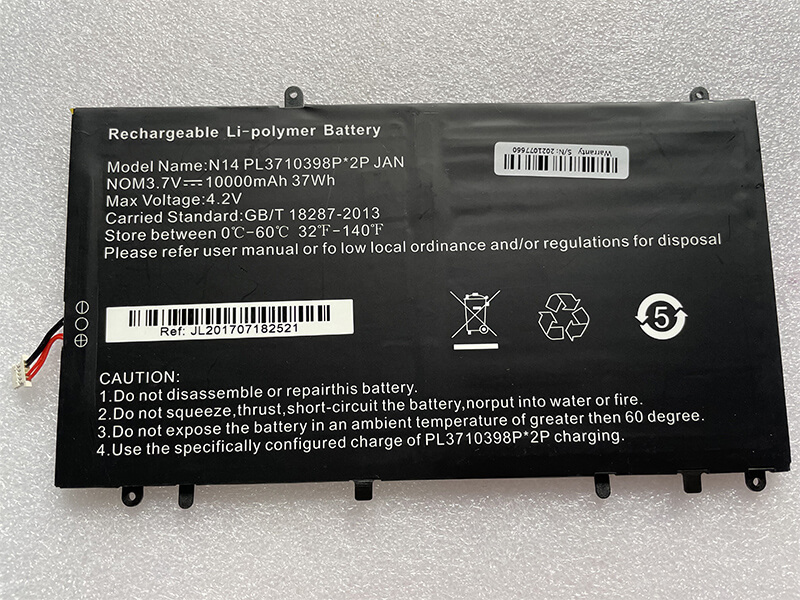 Rechargeable Li-polymer Battery
Model Name:N14 PL3710398P*2P JAN
NOM3.7V⎓10000mAh 37Wh
Max Voltage:4.2V
Carried Standard:GB/T 18287-2013
Store between 0℃-60℃ 32℉-140℉
Please refer user manual or fo low local ordinance and/or regulations for disposal
Warranty S/N: 2021077660
Ref: JL201707182521
5
CAUTION:
1.Do not disassemble or repairthis battery.
2.Do not squeeze,thrust,short-circuit the battery,norput into water or fire.
3.Do not expose the battery in an ambient temperature of greater then 60 degree.
4.Use the specifically configured charge of PL3710398P*2P charging.